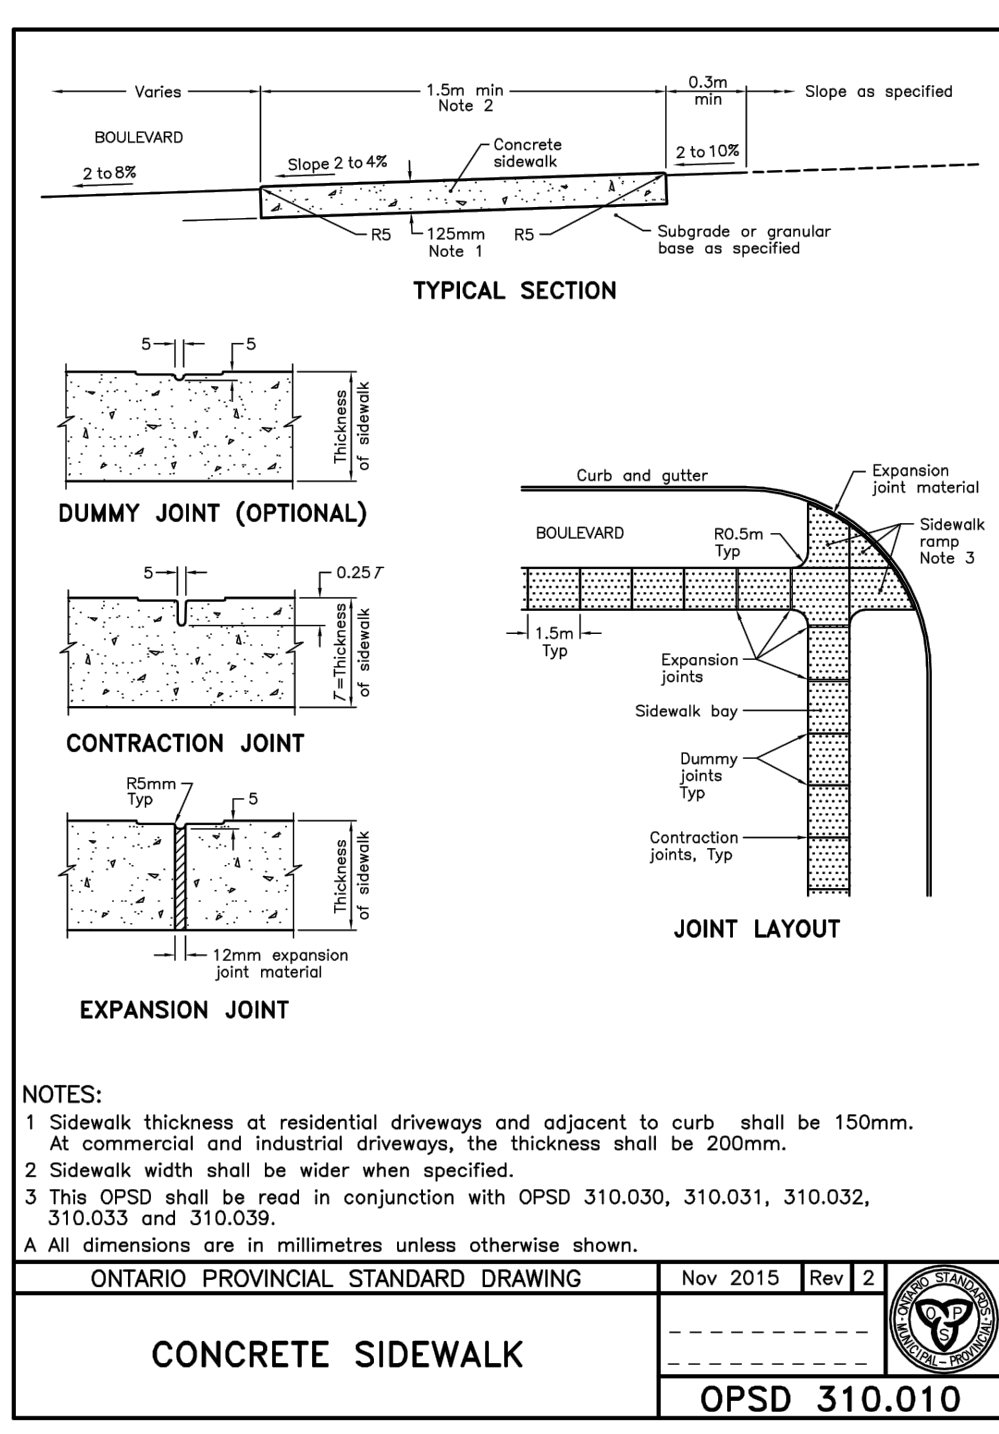 Varies
1.5m min
Note 2
0.3m
min
Slope as specified
BOULEVARD
2 to 8%
Slope 2 to 4%
Concrete
sidewalk
2 to 10%
R5
125mm
Note 1
R5
Subgrade or granular
base as specified
TYPICAL SECTION
5
5
Thickness
of sidewalk
DUMMY JOINT (OPTIONAL)
5
0.25T
T=Thickness
of sidewalk
CONTRACTION JOINT
R5mm
Typ
5
Thickness
of sidewalk
12mm expansion
joint material
EXPANSION JOINT
Curb and gutter
Expansion
joint material
BOULEVARD
R0.5m
Typ
Sidewalk
ramp
Note 3
1.5m
Typ
Expansion
joints
Sidewalk bay
Dummy
joints
Typ
Contraction
joints, Typ
JOINT LAYOUT
NOTES:
1 Sidewalk thickness at residential driveways and adjacent to curb shall be 150mm.
At commercial and industrial driveways, the thickness shall be 200mm.
2 Sidewalk width shall be wider when specified.
3 This OPSD shall be read in conjunction with OPSD 310.030, 310.031, 310.032,
310.033 and 310.039.
A All dimensions are in millimetres unless otherwise shown.
ONTARIO PROVINCIAL STANDARD DRAWING
Nov 2015
Rev
2
CONCRETE SIDEWALK
OPSD 310.010
ONTARIO STANDARDS
MUNICIPAL-PROVINCIAL
O P S